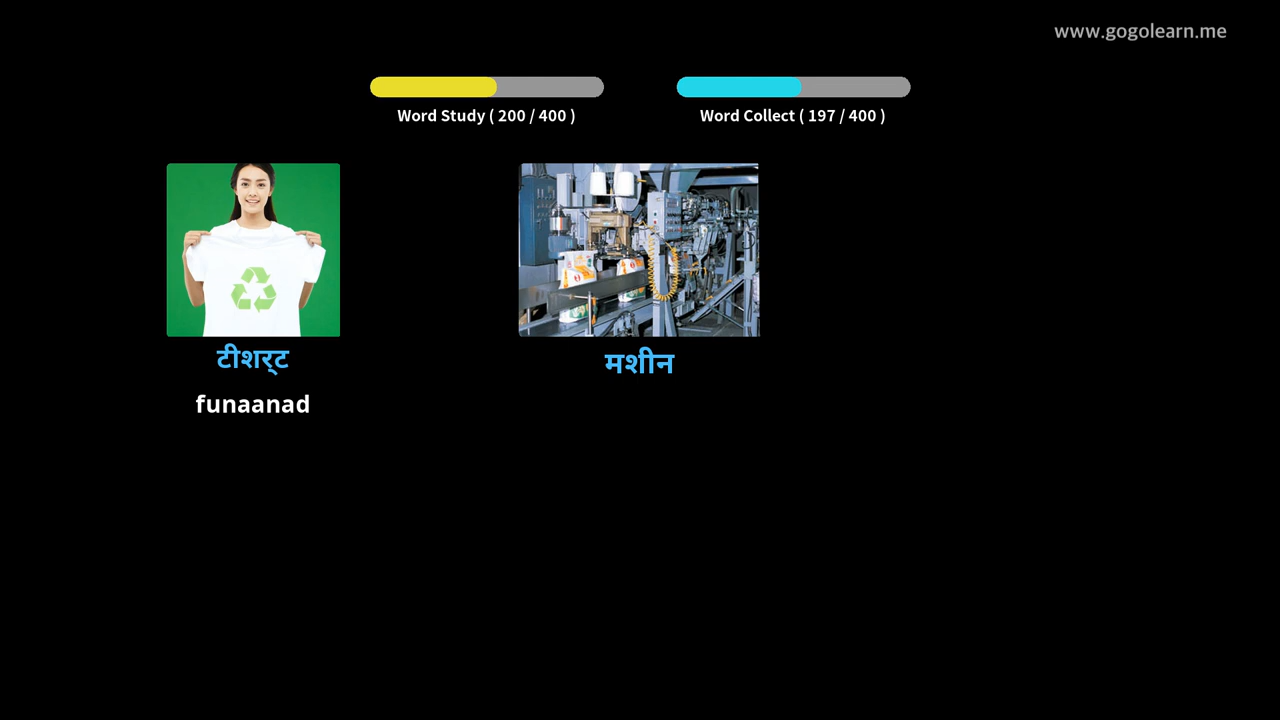 www.gogolearn.me
Word Study ( 200 / 400 )
Word Collect ( 197 / 400 )
टीशर्ट
मशीन
funaanad